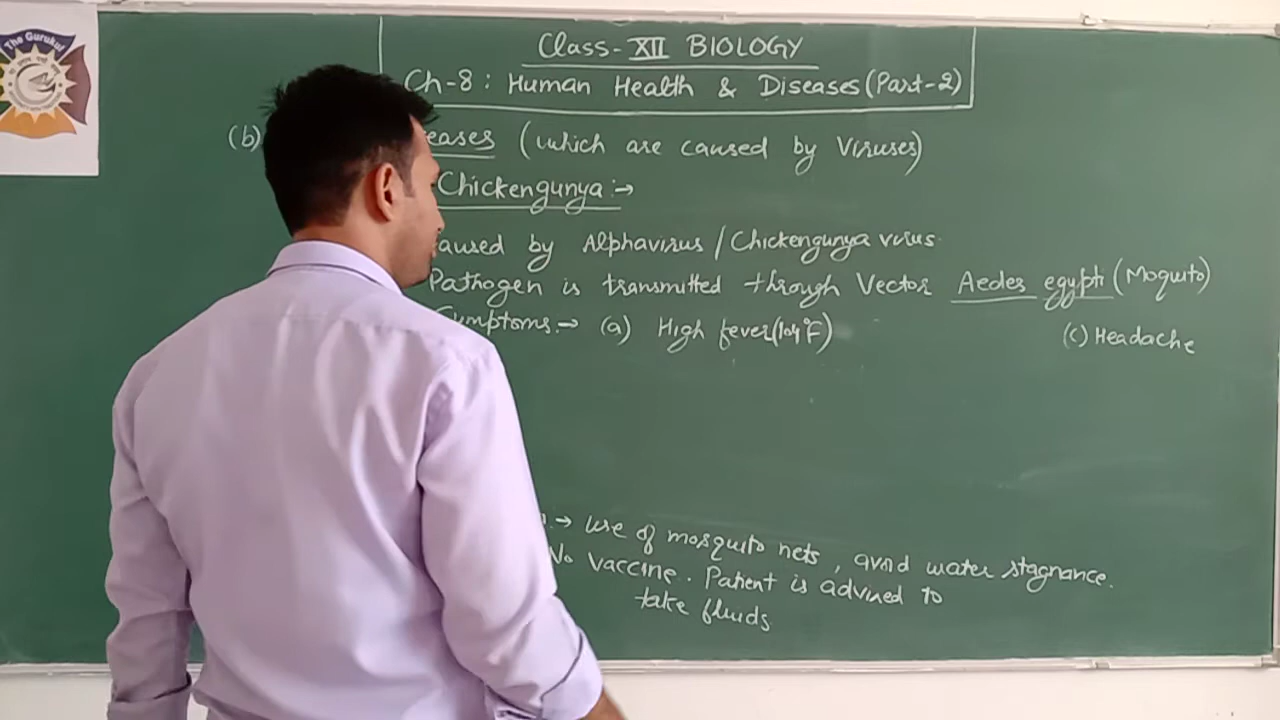 The Gurukul
Class-XII BIOLOGY
Ch-8: Human Health & Diseases (Part-2)
(b) eases (which are caused by Viruses)
Chickengunya :→
aused by Alphavirus / Chickengunya virus.
Pathogen is transmitted through Vector Aedes egypti (Moquito)
Symptoms.→ (a) High fever (104°F) (c) Headache
→ use of mosquito nets, avoid water stagnance.
No vaccine. Patient is advised to
take fluids